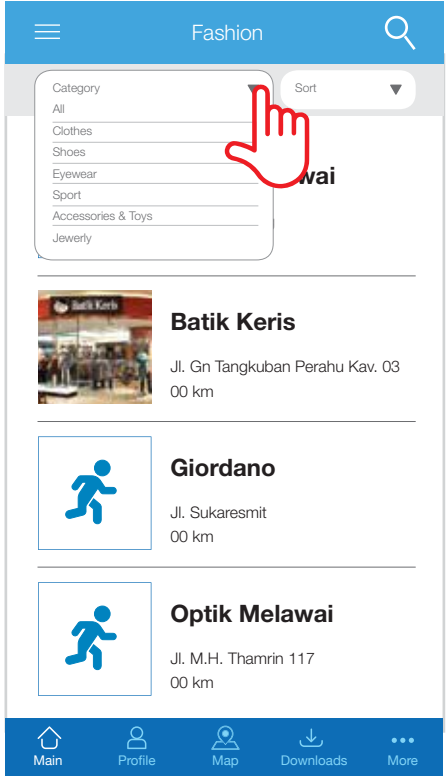 Fashion
Category
Sort
All
Clothes
Shoes
Eyewear
Sport
Accessories & Toys
Jewerly
wai
Batik Keris
Batik Keris
Jl. Gn Tangkuban Perahu Kav. 03
00 km
Giordano
Jl. Sukaresmit
00 km
Optik Melawai
Jl. M.H. Thamrin 117
00 km
Main
Profile
Map
Downloads
More